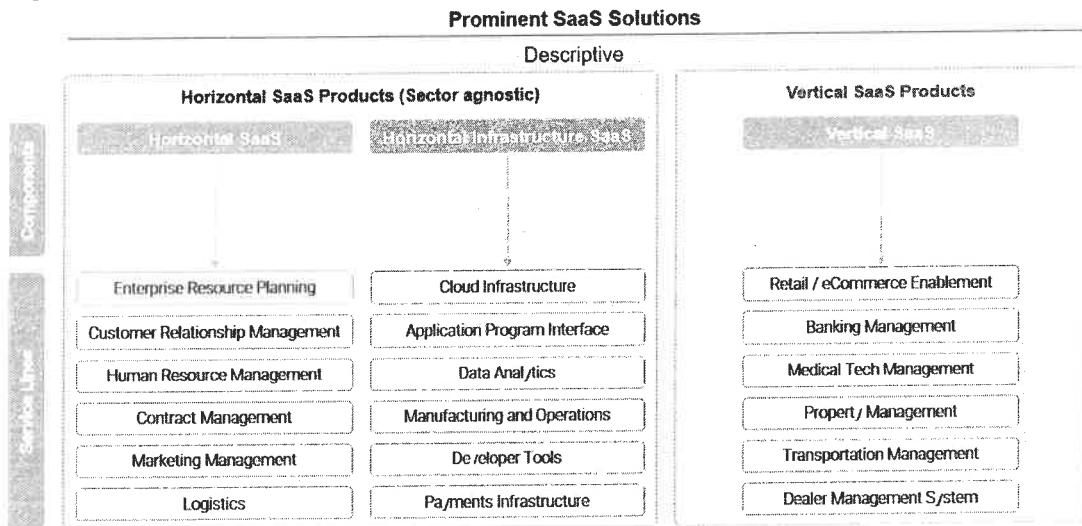 Prominent SaaS Solutions
Descriptive
Horizontal SaaS Products (Sector agnostic)
Horizontal SaaS
Horizontal Infrastructure SaaS
Components
Service Lines
Enterprise Resource Planning
Customer Relationship Management
Human Resource Management
Contract Management
Marketing Management
Logistics
Cloud Infrastructure
Application Program Interface
Data Analytics
Manufacturing and Operations
Developer Tools
Payments Infrastructure
Vertical SaaS Products
Vertical SaaS
Retail / eCommerce Enablement
Banking Management
Medical Tech Management
Property Management
Transportation Management
Dealer Management System